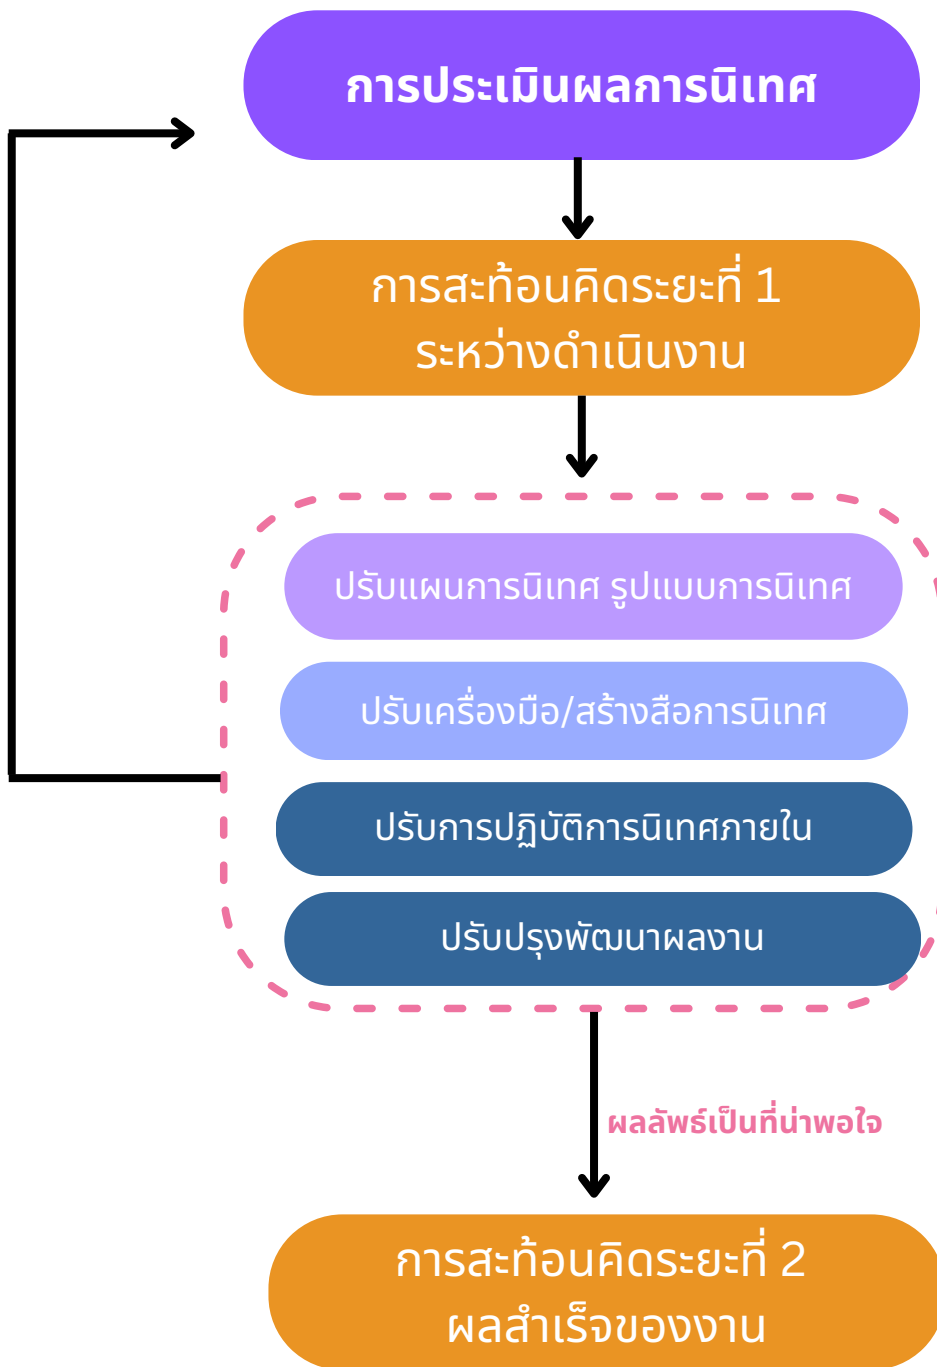 การประเมินผลการนิเทศ
การสะท้อนคิดระยะที่ 1
ระหว่างดำเนินงาน
ปรับแผนการนิเทศ รูปแบบการนิเทศ
ปรับเครื่องมือ/สร้างสือการนิเทศ
ปรับการปฏิบัติการนิเทศภายใน
ปรับปรุงพัฒนาผลงาน
ผลลัพธ์เป็นที่น่าพอใจ
การสะท้อนคิดระยะที่ 2
ผลสำเร็จของงาน